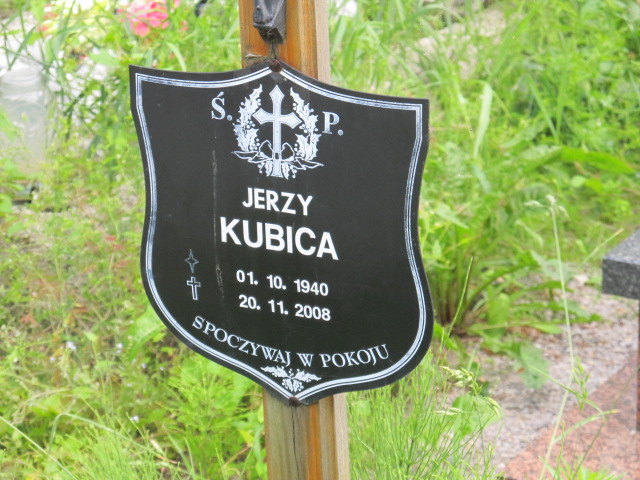 Ś. P.
JERZY
KUBICA
01. 10. 1940
20. 11. 2008
SPOCZYWAJ W POKOJU